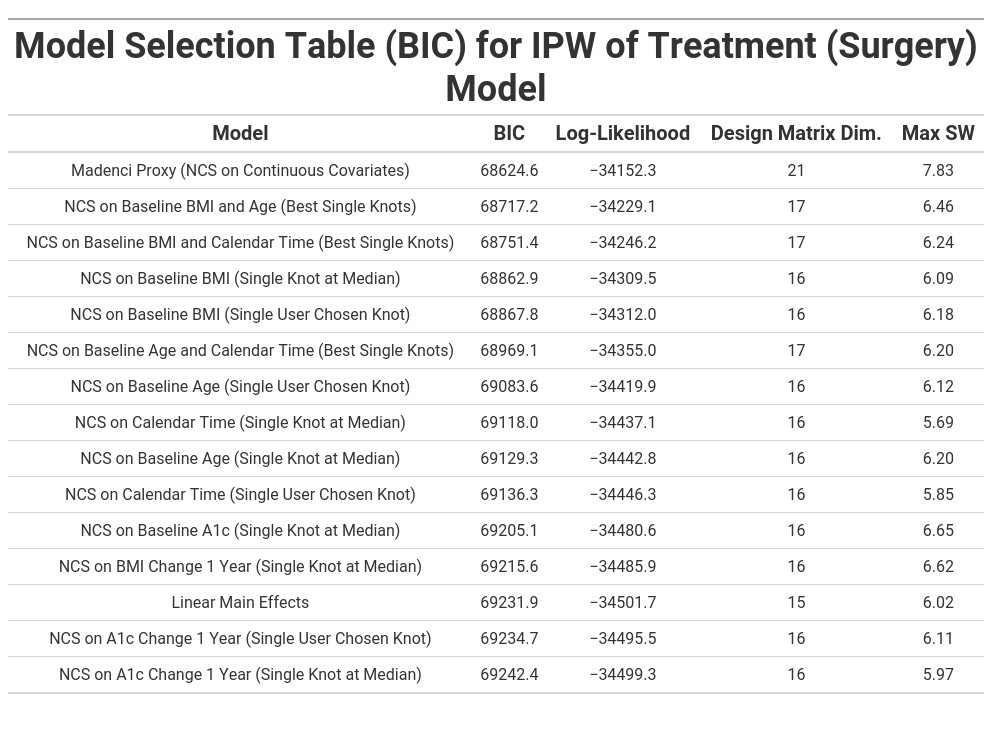 Model Selection Table (BIC) for IPW of Treatment (Surgery)
Model
Model BIC Log-Likelihood Design Matrix Dim. Max SW
Madenci Proxy (NCS on Continuous Covariates) 68624.6 −34152.3 21 7.83
NCS on Baseline BMI and Age (Best Single Knots) 68717.2 −34229.1 17 6.46
NCS on Baseline BMI and Calendar Time (Best Single Knots) 68751.4 −34246.2 17 6.24
NCS on Baseline BMI (Single Knot at Median) 68862.9 −34309.5 16 6.09
NCS on Baseline BMI (Single User Chosen Knot) 68867.8 −34312.0 16 6.18
NCS on Baseline Age and Calendar Time (Best Single Knots) 68969.1 −34355.0 17 6.20
NCS on Baseline Age (Single User Chosen Knot) 69083.6 −34419.9 16 6.12
NCS on Calendar Time (Single Knot at Median) 69118.0 −34437.1 16 5.69
NCS on Baseline Age (Single Knot at Median) 69129.3 −34442.8 16 6.20
NCS on Calendar Time (Single User Chosen Knot) 69136.3 −34446.3 16 5.85
NCS on Baseline A1c (Single Knot at Median) 69205.1 −34480.6 16 6.65
NCS on BMI Change 1 Year (Single Knot at Median) 69215.6 −34485.9 16 6.62
Linear Main Effects 69231.9 −34501.7 15 6.02
NCS on A1c Change 1 Year (Single User Chosen Knot) 69234.7 −34495.5 16 6.11
NCS on A1c Change 1 Year (Single Knot at Median) 69242.4 −34499.3 16 5.97